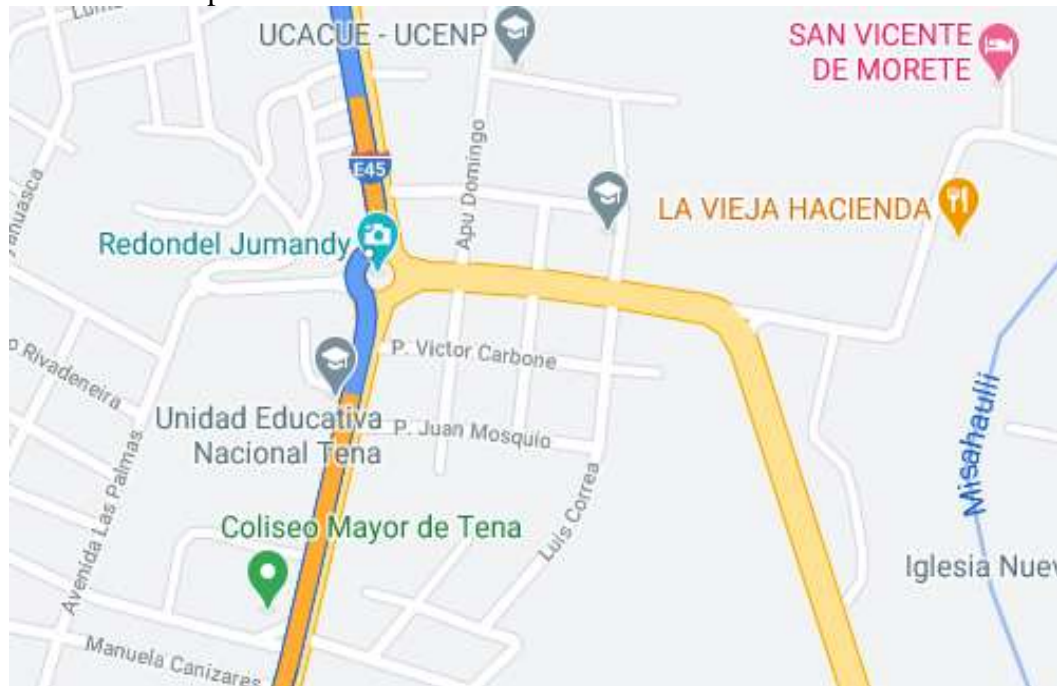 UCACUE - UCENP
SAN VICENTE
DE MORETE
E45
Apu Domingo
LA VIEJA HACIENDA
Redondel Jumandy
P. Victor Carbone
Rivadeneira
Unidad Educativa
Nacional Tena
P. Juan Mosquio
Misahaulli
Avenida Las Palmas
Luis Correa
Coliseo Mayor de Tena
Iglesia Nuev
Manuela Canizares